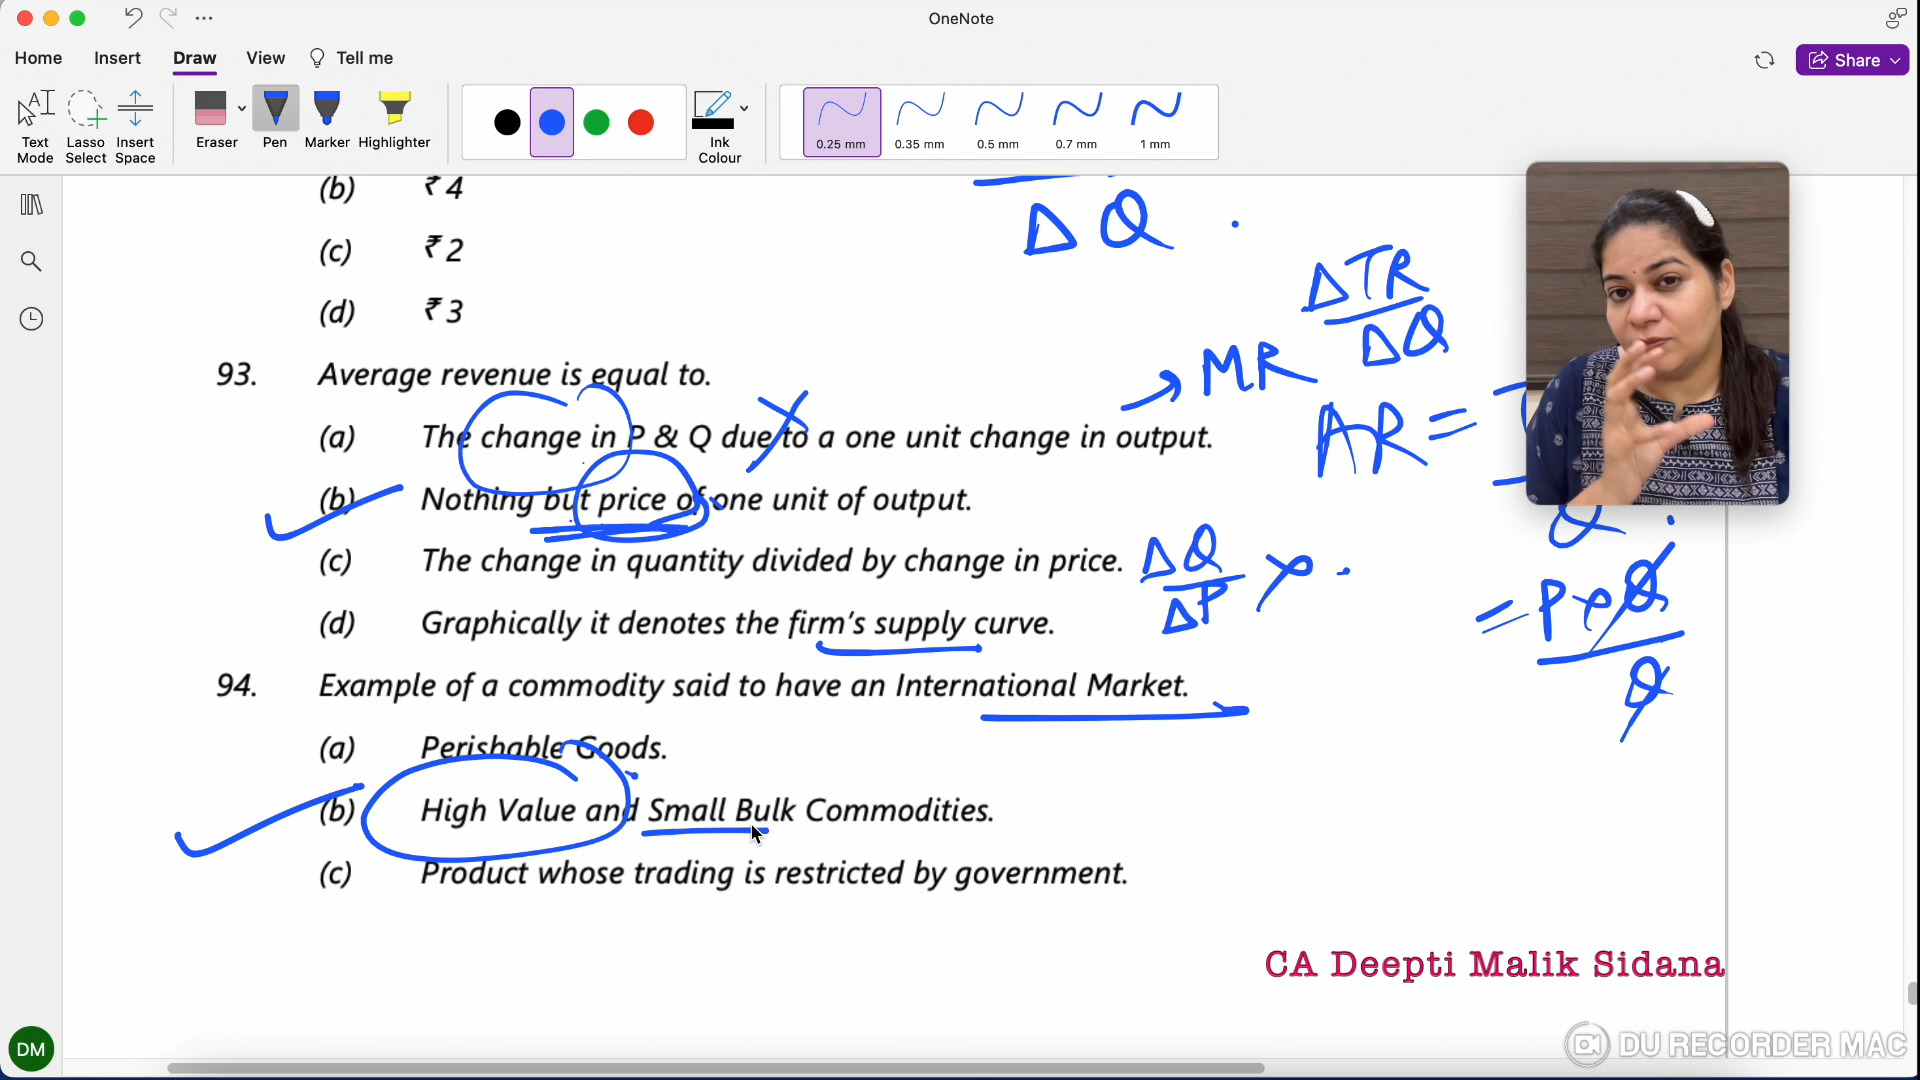 OneNote
Home Insert Draw View Tell me
Share
Text Mode
Lasso Select
Insert Space
Eraser
Pen
Marker
Highlighter
Ink Colour
0.25 mm
0.35 mm
0.5 mm
0.7 mm
1 mm
(b) ₹ 4
(c) ₹ 2
(d) ₹ 3
Δ Q
93. Average revenue is equal to.
(a) The change in P & Q due to a one unit change in output.
(b) Nothing but price of one unit of output.
(c) The change in quantity divided by change in price.
(d) Graphically it denotes the firm's supply curve.
94. Example of a commodity said to have an International Market.
(a) Perishable Goods.
(b) High Value and Small Bulk Commodities.
(c) Product whose trading is restricted by government.
→ MR
ΔTR
ΔQ
AR =
Q
ΔQ
ΔP
= P x Q
Q
CA Deepti Malik Sidana
DM
DU RECORDER MAC